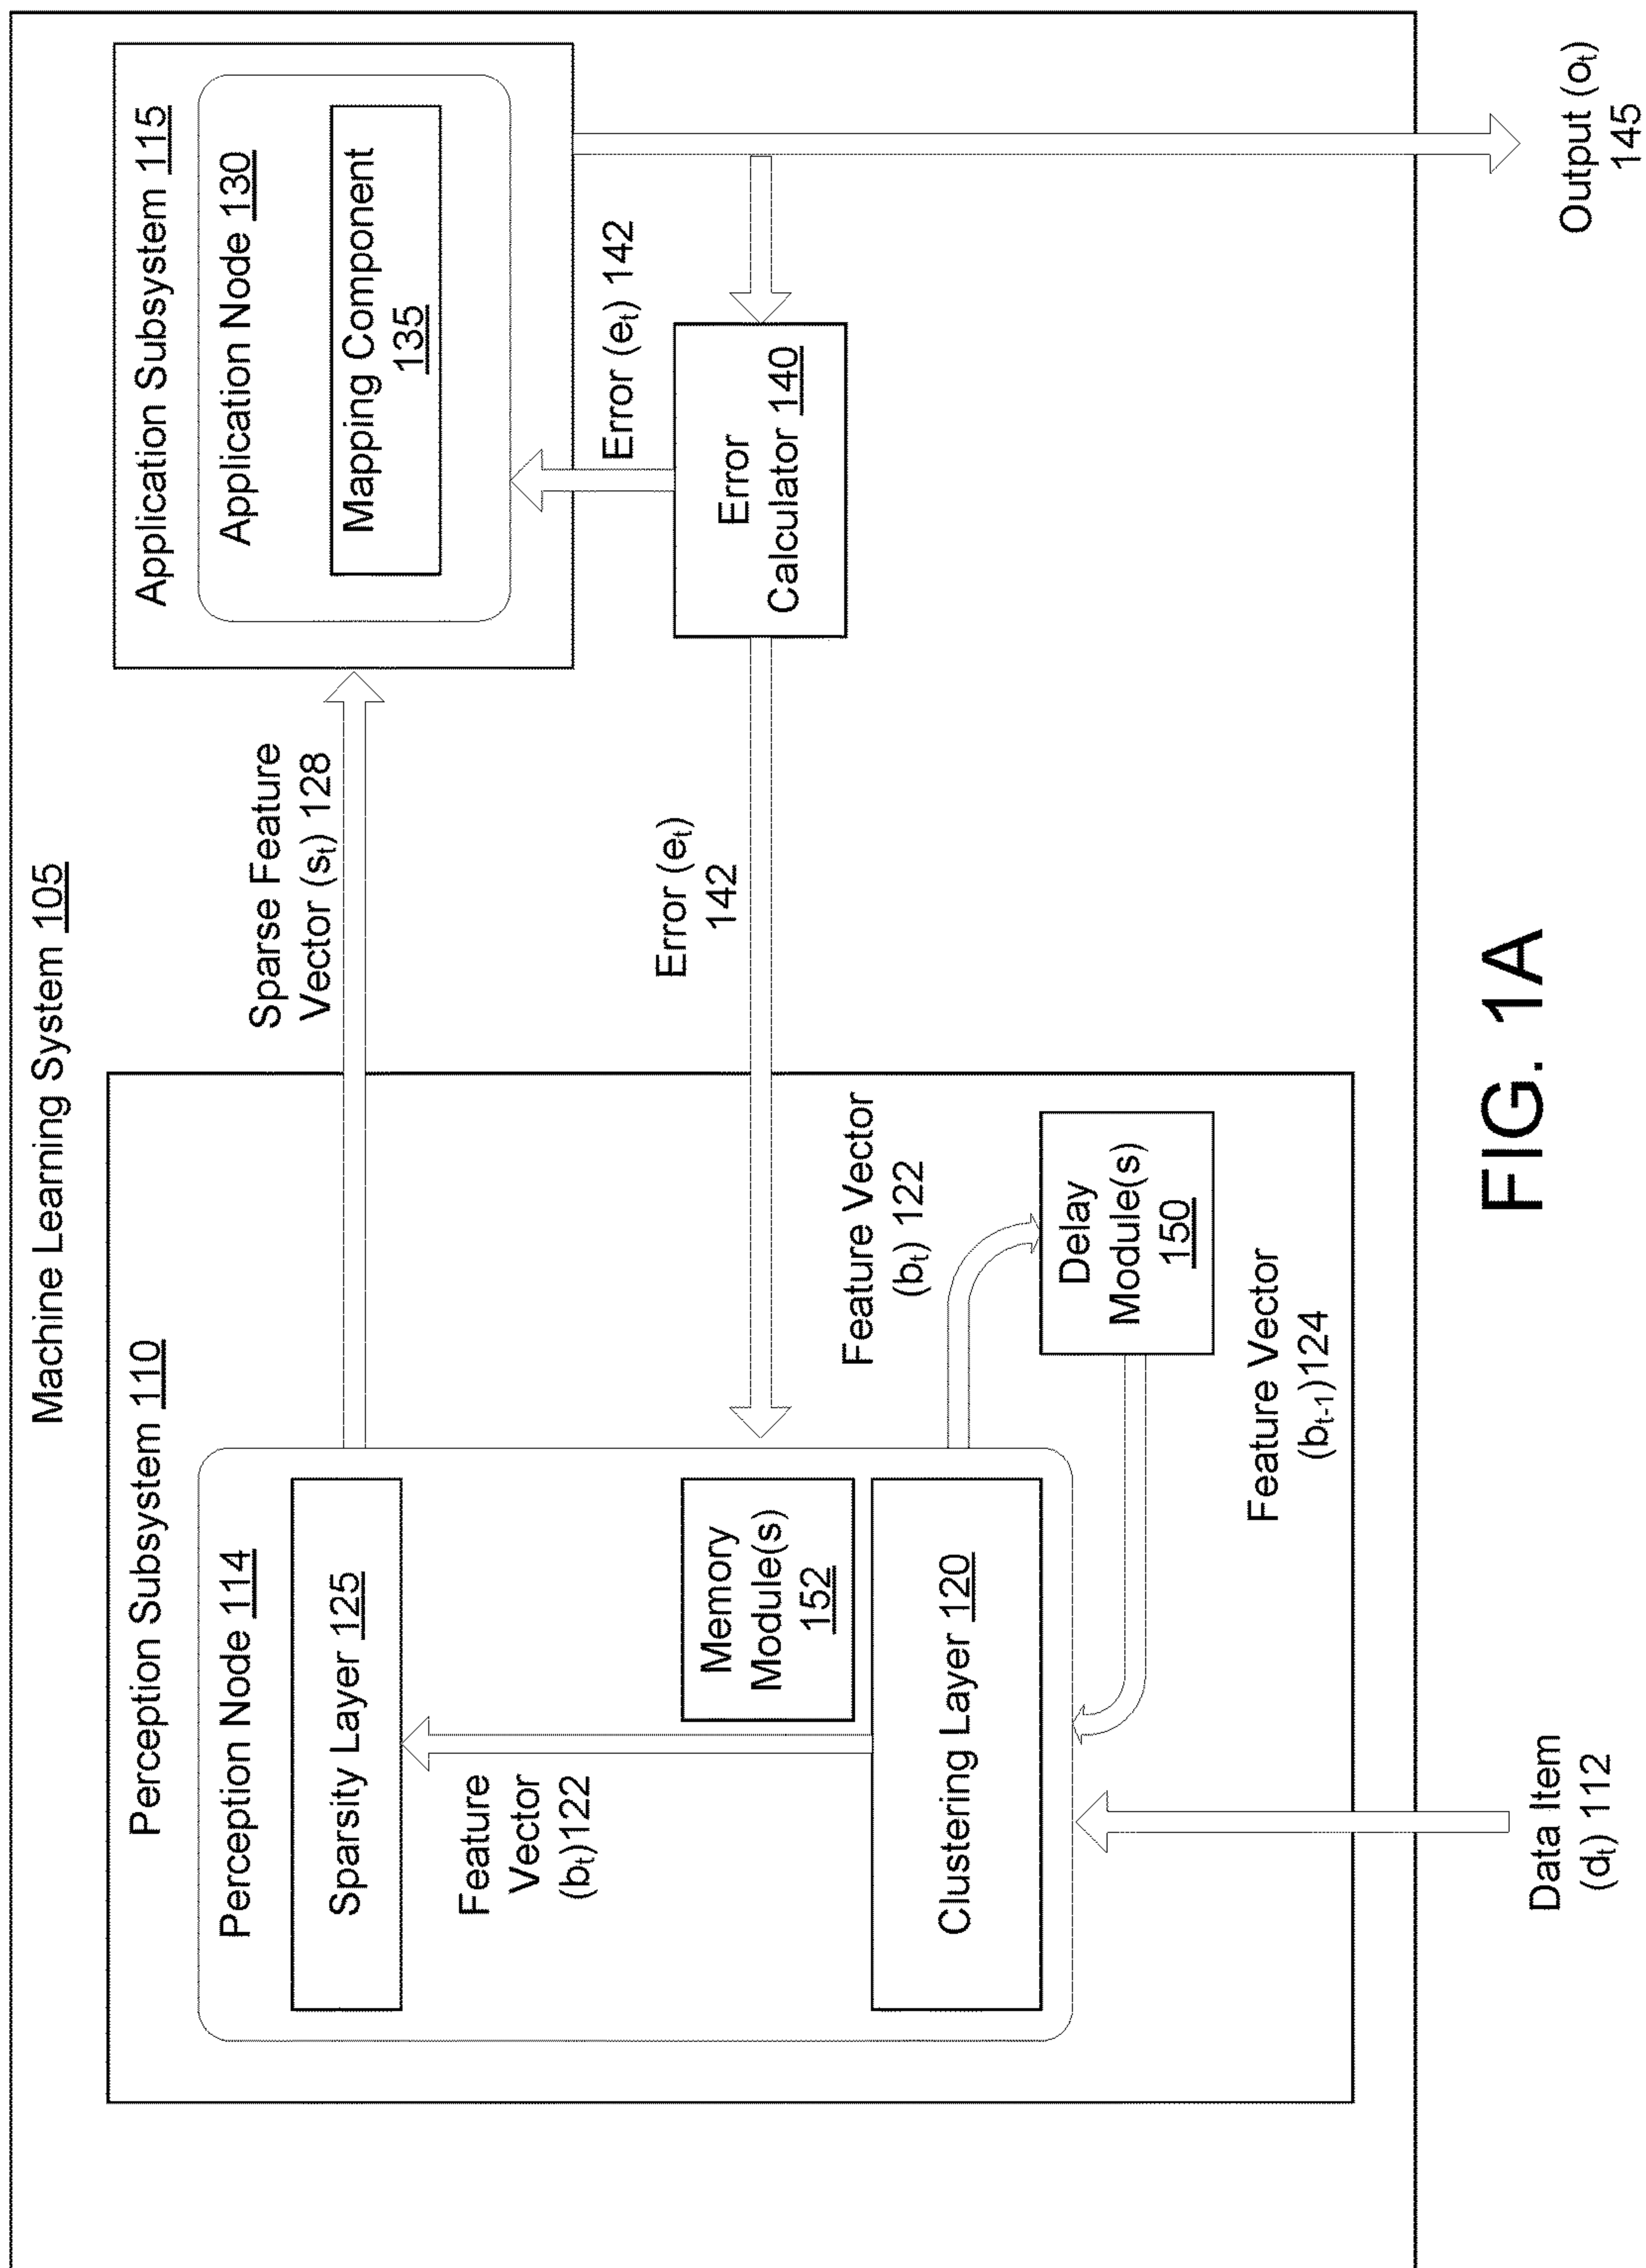 Machine Learning System 105
Perception Subsystem 110
Perception Node 114
Sparsity Layer 125
Feature
Vector
(bt)122
Memory
Module(s)
152
Clustering Layer 120
Feature Vector
(bt) 122
Delay
Module(s)
150
Feature Vector
(bt-1)124
Data Item
(dt) 112
Sparse Feature
Vector (st) 128
Error (et)
142
Application Subsystem 115
Application Node 130
Mapping Component
135
Error (et) 142
Error
Calculator 140
Output (ot)
145
FIG. 1A